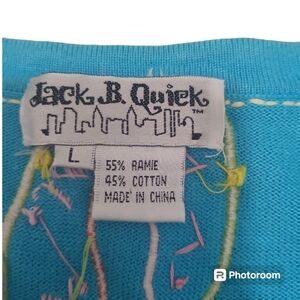 Jack B. Quick
TM
L
55% RAMIE
45% COTTON
MADE IN CHINA
Photoroom